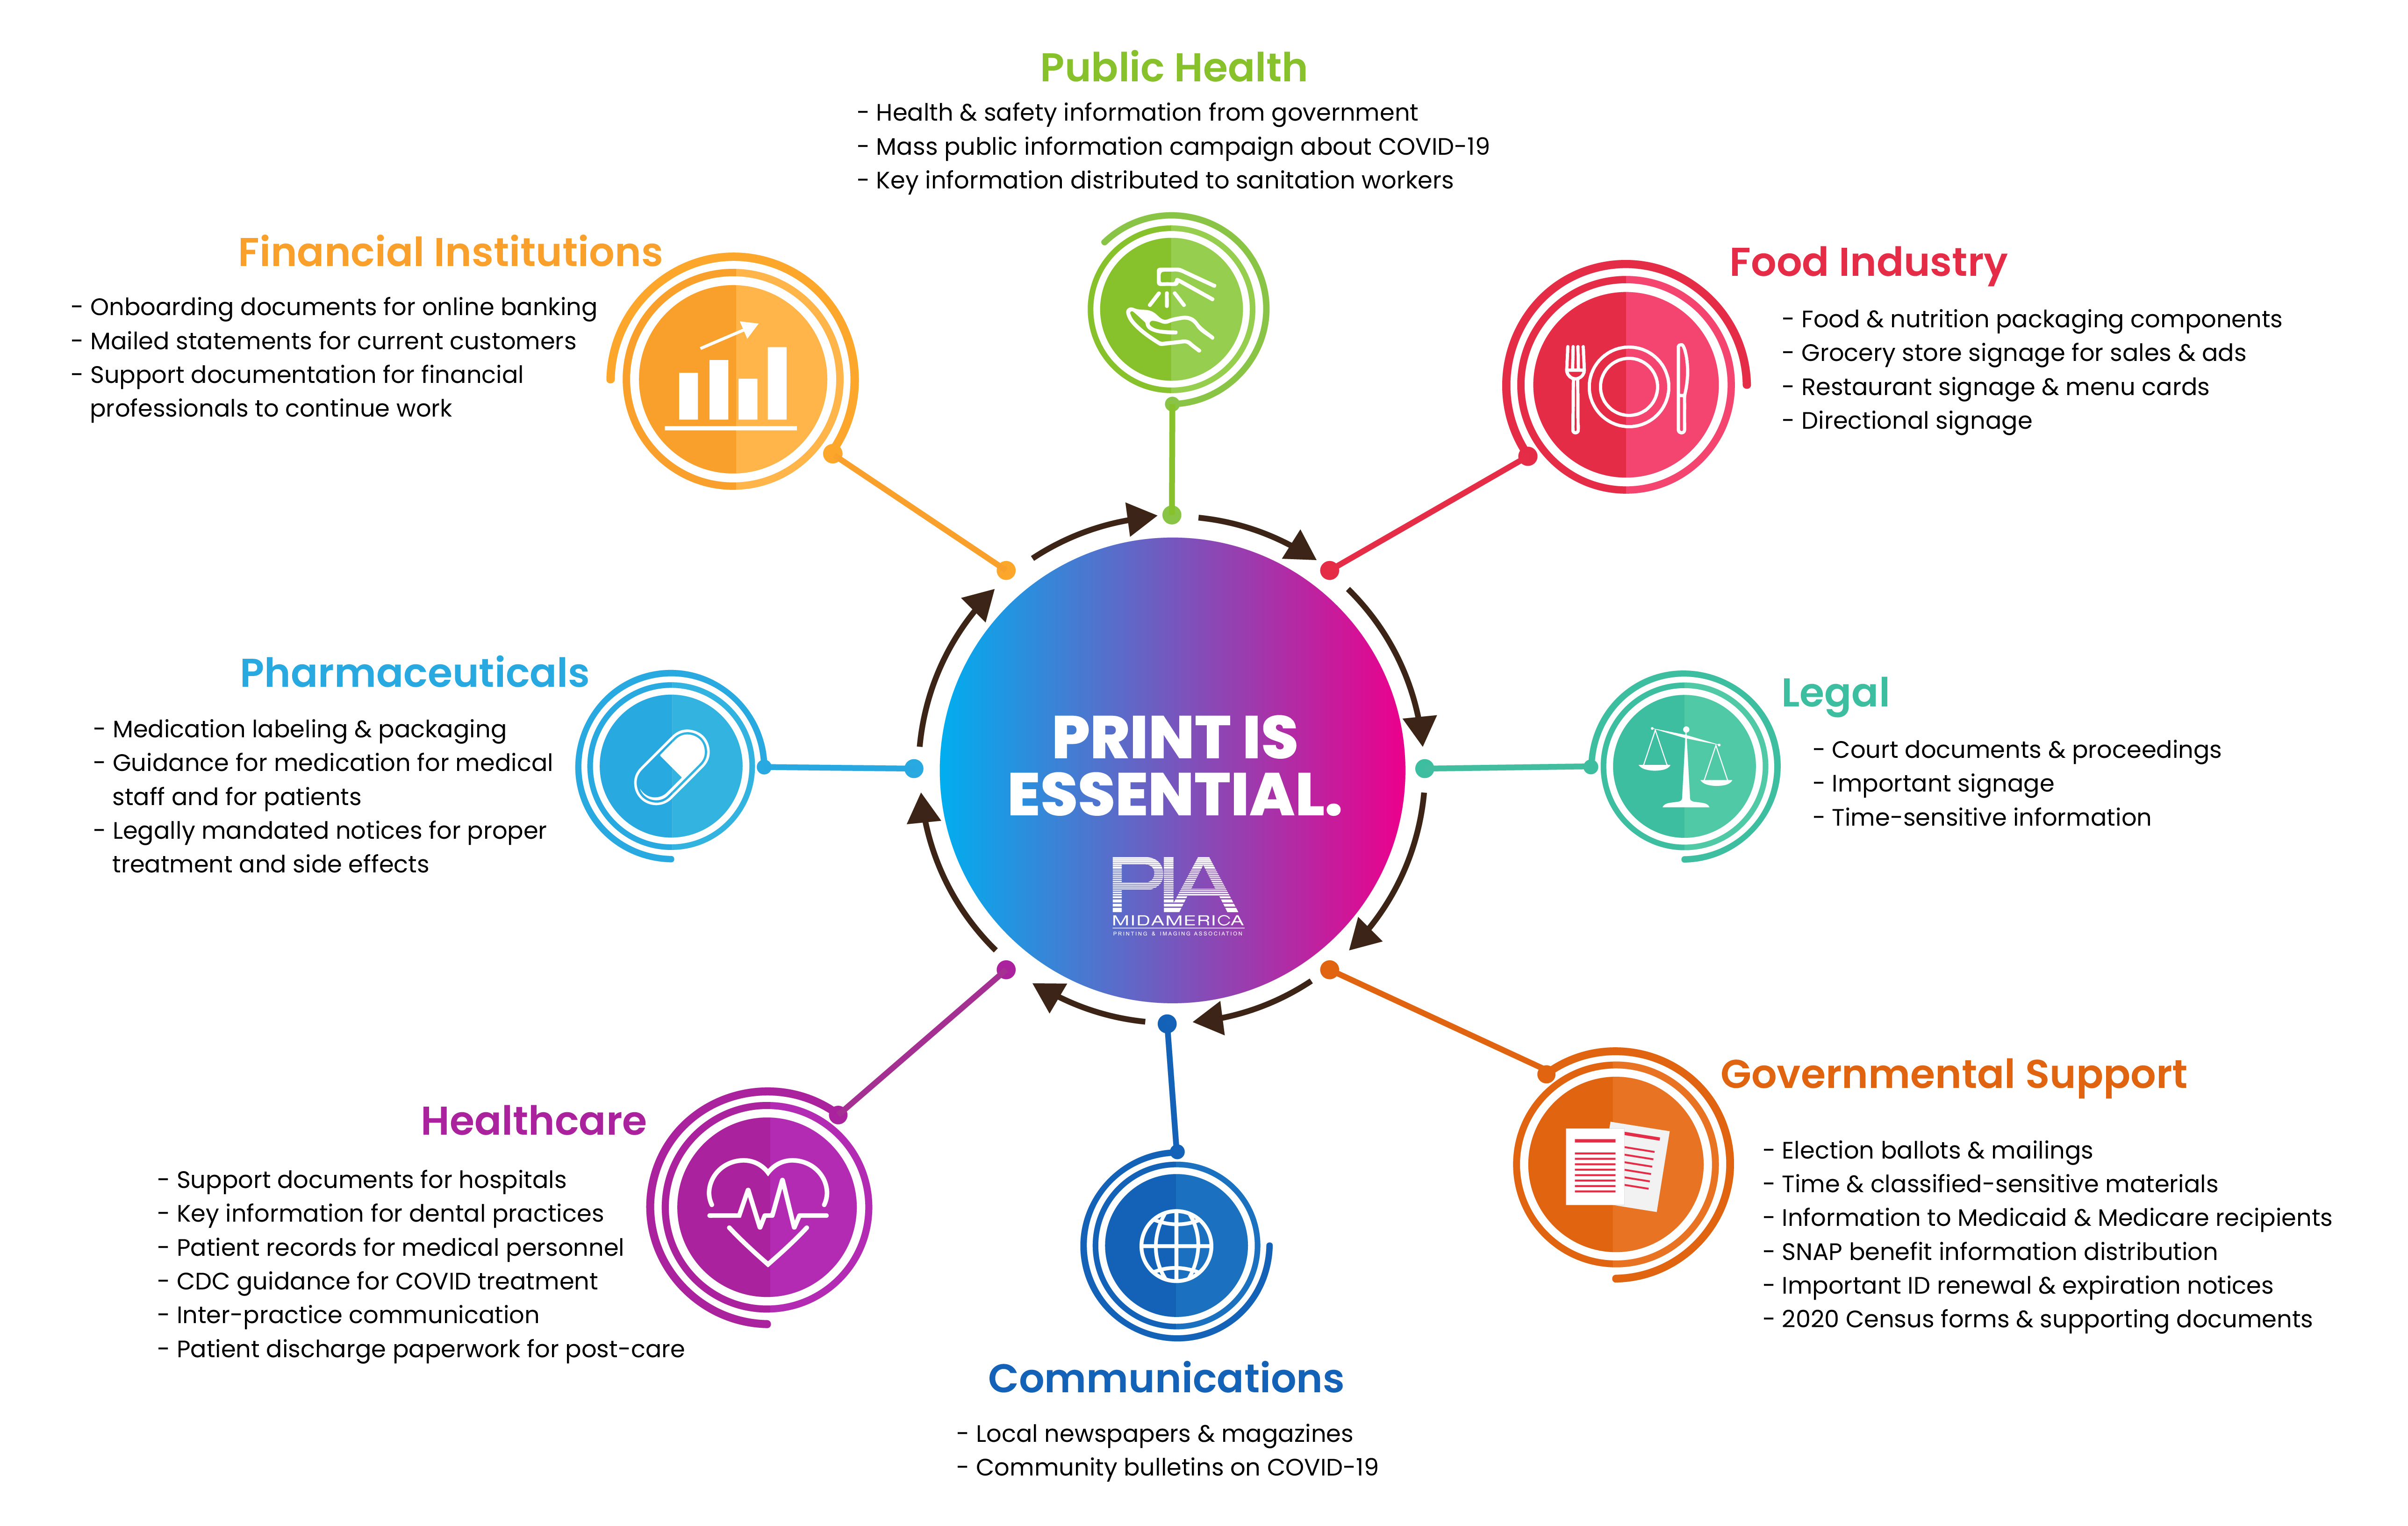 Public Health
- Health & safety information from government
- Mass public information campaign about COVID-19
- Key information distributed to sanitation workers
Financial Institutions
- Onboarding documents for online banking
- Mailed statements for current customers
- Support documentation for financial
professionals to continue work
Food Industry
- Food & nutrition packaging components
- Grocery store signage for sales & ads
- Restaurant signage & menu cards
- Directional signage
Pharmaceuticals
- Medication labeling & packaging
- Guidance for medication for medical
staff and for patients
- Legally mandated notices for proper
treatment and side effects
PRINT IS
ESSENTIAL.
PIA
MIDAMERICA
PRINTING & IMAGING ASSOCIATION
Legal
- Court documents & proceedings
- Important signage
- Time-sensitive information
Healthcare
- Support documents for hospitals
- Key information for dental practices
- Patient records for medical personnel
- CDC guidance for COVID treatment
- Inter-practice communication
- Patient discharge paperwork for post-care
Communications
- Local newspapers & magazines
- Community bulletins on COVID-19
Governmental Support
- Election ballots & mailings
- Time & classified-sensitive materials
- Information to Medicaid & Medicare recipients
- SNAP benefit information distribution
- Important ID renewal & expiration notices
- 2020 Census forms & supporting documents